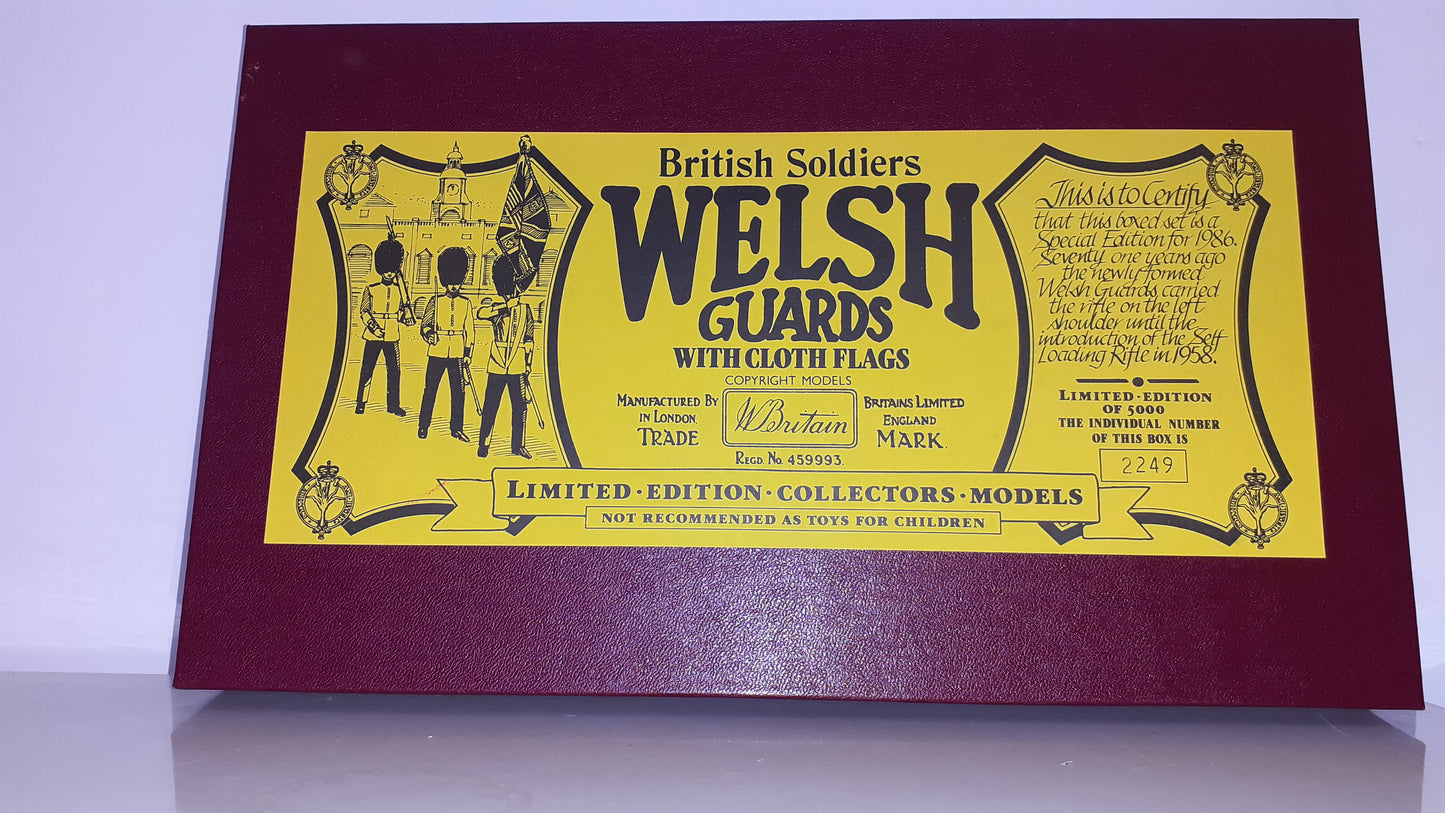 British Soldiers
WELSH
GUARDS
WITH CLOTH FLAGS
COPYRIGHT MODELS
MANUFACTURED BY
IN LONDON
TRADE
WBritain
BRITAINS LIMITED
ENGLAND
MARK.
REGD. NO. 459993.
LIMITED · EDITION · COLLECTORS · MODELS
NOT RECOMMENDED AS TOYS FOR CHILDREN
This is to Certify
that this boxed set is a
Special Edition for 1986.
Seventy one years ago
the newly formed
Welsh Guards carried
the rifle on the left
shoulder until the
introduction of the Self
Loading Rifle in 1958.
LIMITED · EDITION
OF 5000
THE INDIVIDUAL NUMBER
OF THIS BOX IS
2249